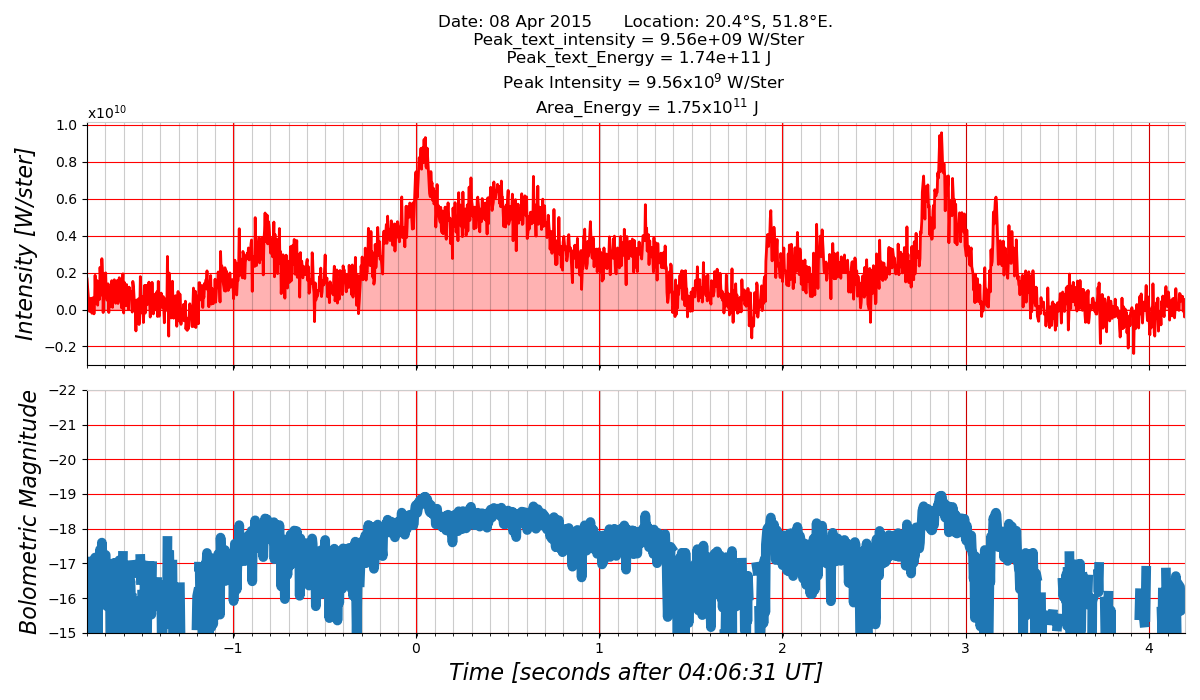 Date: 08 Apr 2015      Location: 20.4°S, 51.8°E.
Peak_text_intensity = 9.56e+09 W/Ster
Peak_text_Energy = 1.74e+11 J
Peak Intensity = 9.56x10⁹ W/Ster
Area_Energy = 1.75x10¹¹ J
x10¹⁰
1.0
0.8
0.6
0.4
0.2
0.0
−0.2
Intensity [W/ster]
−22
−21
−20
−19
−18
−17
−16
−15
Bolometric Magnitude
−1 0 1 2 3 4
Time [seconds after 04:06:31 UT]